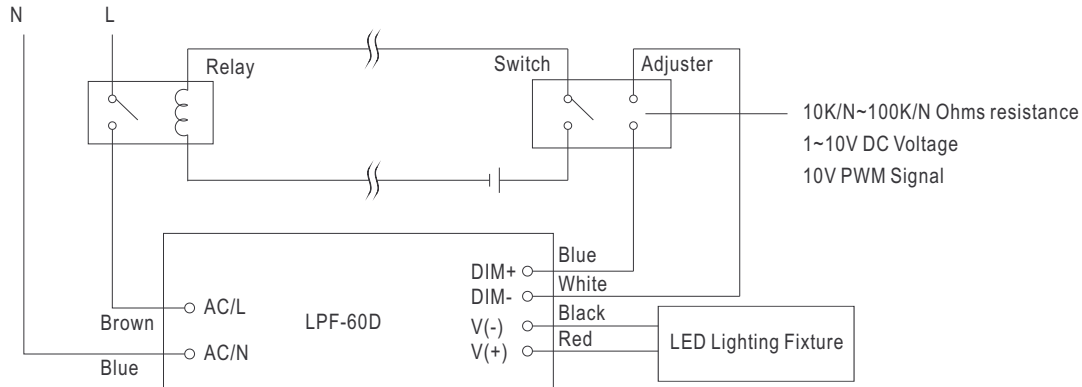 N
L
Relay
Switch
Adjuster
10K/N~100K/N Ohms resistance
1~10V DC Voltage
10V PWM Signal
Blue
DIM+
White
DIM-
Black
V(-)
Red
V(+)
LED Lighting Fixture
LPF-60D
AC/L
Brown
AC/N
Blue